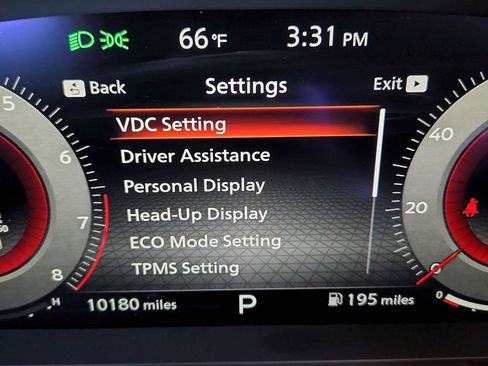 66°F 3:31 PM
Back Settings Exit
VDC Setting
Driver Assistance
Personal Display
Head-Up Display
ECO Mode Setting
TPMS Setting
5
6
7
8
H
40
20
0
0
10180 miles P 195 miles